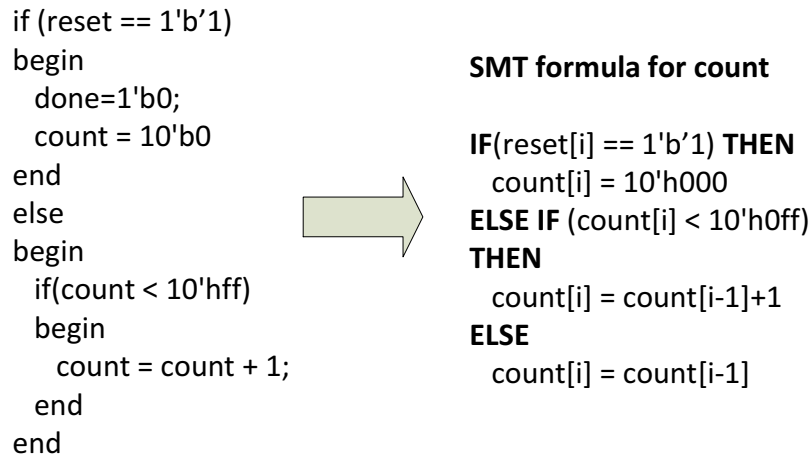 if (reset == 1'b’1)
begin
done=1'b0;
count = 10'b0
end
else
begin
if(count < 10'hff)
begin
count = count + 1;
end
end
SMT formula for count
IF(reset[i] == 1'b’1) THEN
count[i] = 10'h000
ELSE IF (count[i] < 10'h0ff)
THEN
count[i] = count[i-1]+1
ELSE
count[i] = count[i-1]